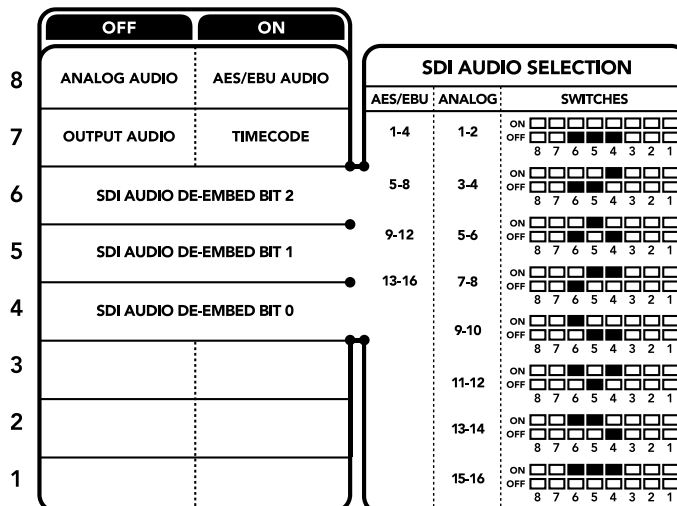 OFF ON
8 ANALOG AUDIO AES/EBU AUDIO
7 OUTPUT AUDIO TIMECODE
6 SDI AUDIO DE-EMBED BIT 2
5 SDI AUDIO DE-EMBED BIT 1
4 SDI AUDIO DE-EMBED BIT 0
3
2
1
SDI AUDIO SELECTION
AES/EBU ANALOG SWITCHES
1-4 1-2 ON
OFF
8 7 6 5 4 3 2 1
5-8 3-4 ON
OFF
8 7 6 5 4 3 2 1
9-12 5-6 ON
OFF
8 7 6 5 4 3 2 1
13-16 7-8 ON
OFF
8 7 6 5 4 3 2 1
9-10 ON
OFF
8 7 6 5 4 3 2 1
11-12 ON
OFF
8 7 6 5 4 3 2 1
13-14 ON
OFF
8 7 6 5 4 3 2 1
15-16 ON
OFF
8 7 6 5 4 3 2 1